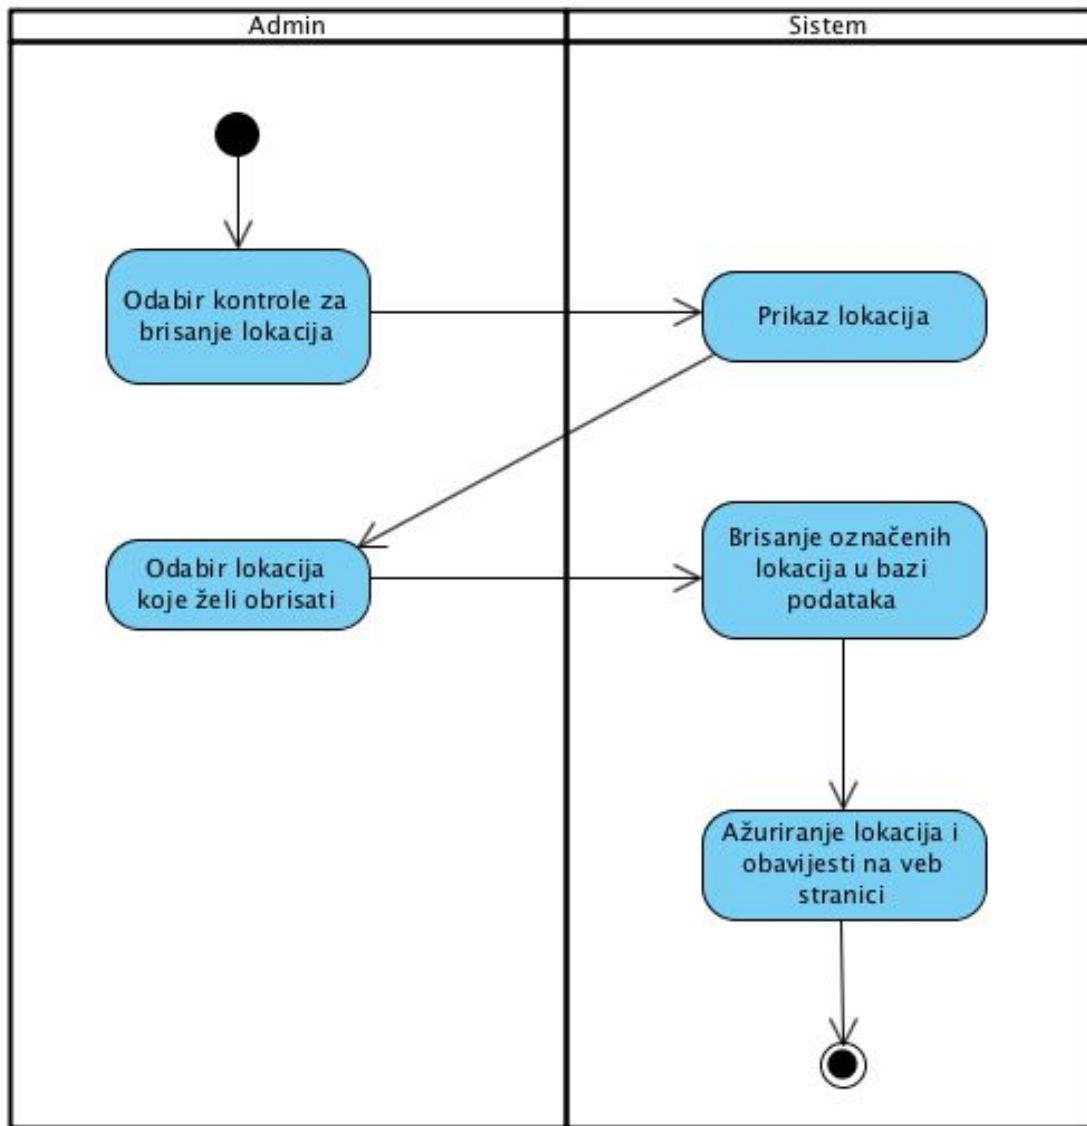 Admin
Sistem
Odabir kontrole za
brisanje lokacija
Prikaz lokacija
Odabir lokacija
koje želi obrisati
Brisanje označenih
lokacija u bazi
podataka
Ažuriranje lokacija i
obavijesti na veb
stranici